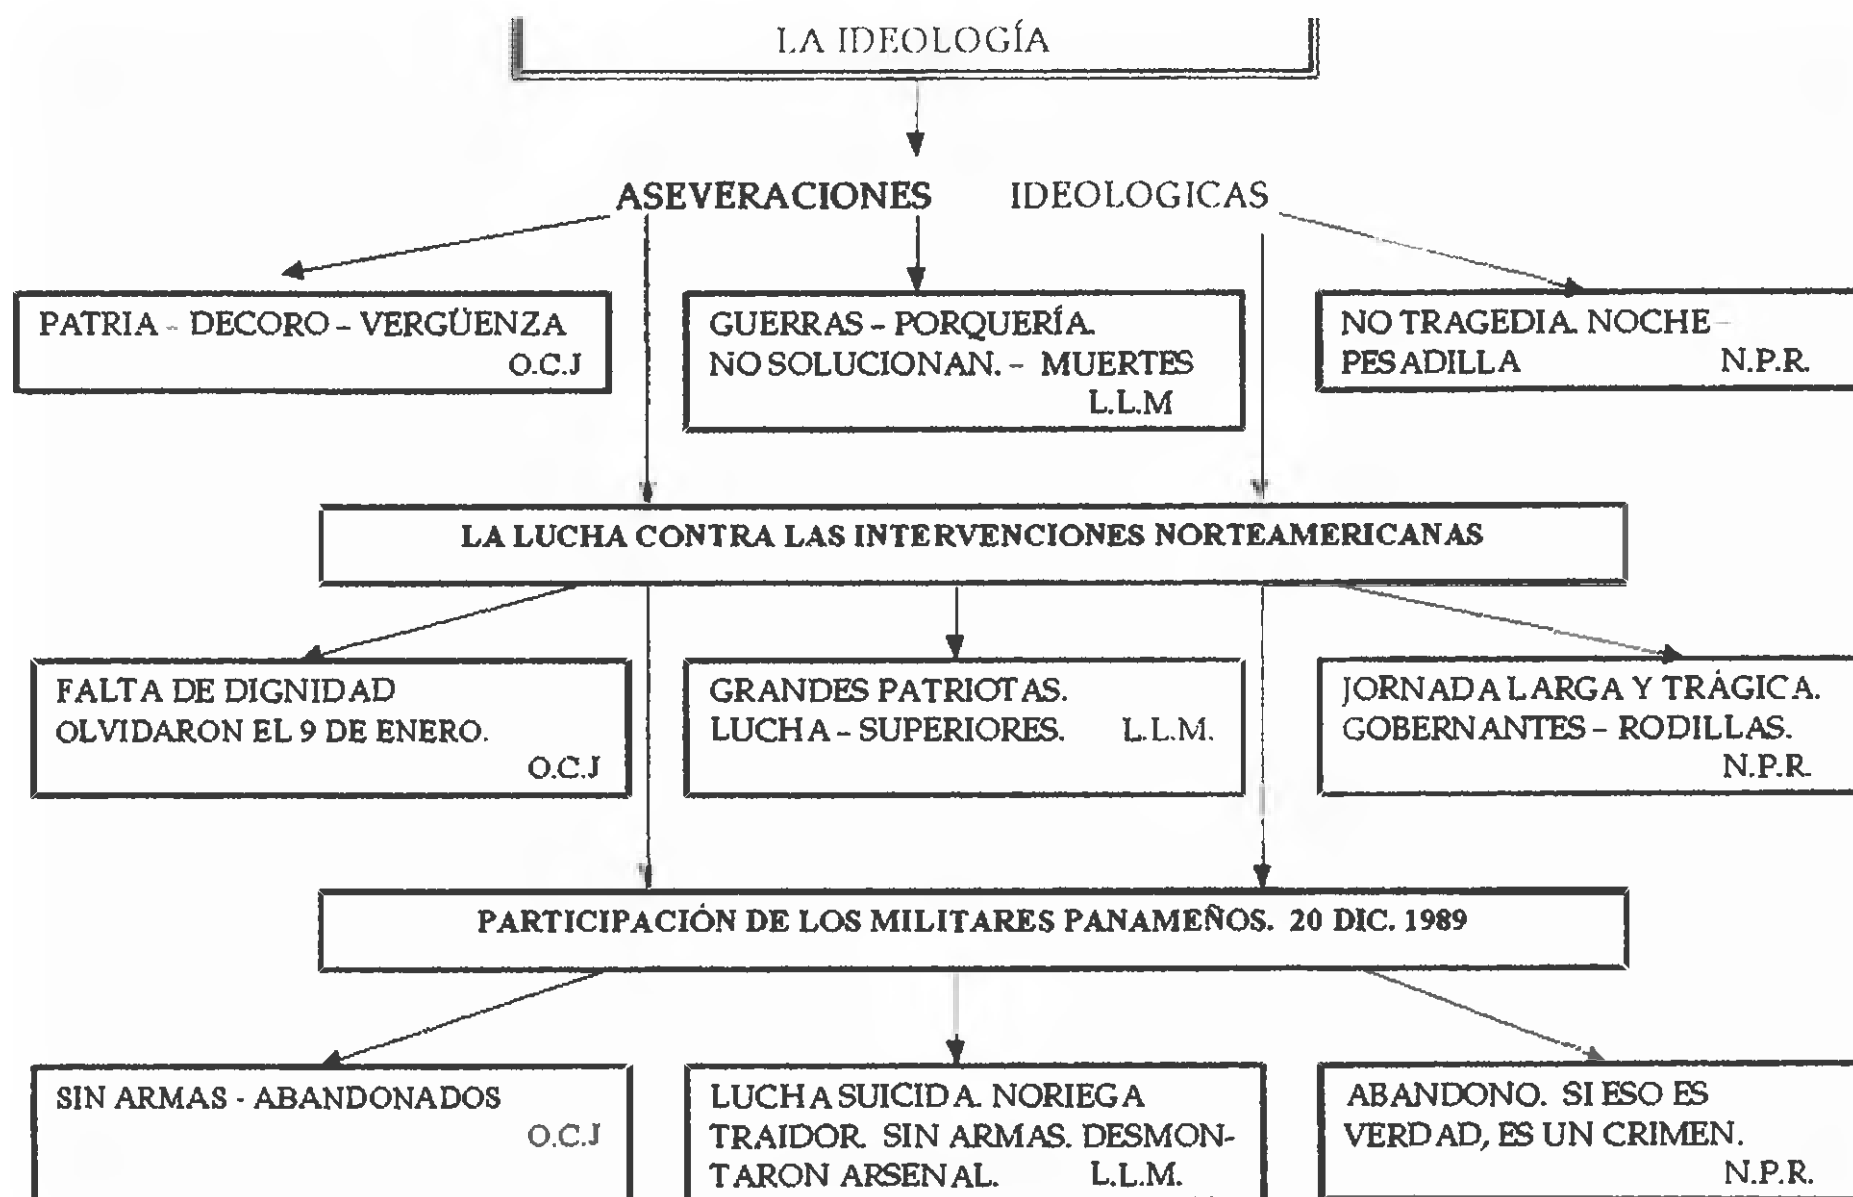 LA IDEOLOGÍA
ASEVERACIONES IDEOLOGICAS
PATRIA - DECORO - VERGÜENZA
O.C.J
GUERRAS - PORQUERÍA.
NO SOLUCIONAN. - MUERTES
L.L.M
NO TRAGEDIA. NOCHE -
PESADILLA N.P.R.
LA LUCHA CONTRA LAS INTERVENCIONES NORTEAMERICANAS
FALTA DE DIGNIDAD
OLVIDARON EL 9 DE ENERO.
O.C.J
GRANDES PATRIOTAS.
LUCHA - SUPERIORES. L.L.M.
JORNADA LARGA Y TRÁGICA.
GOBERNANTES - RODILLAS.
N.P.R.
PARTICIPACIÓN DE LOS MILITARES PANAMEÑOS. 20 DIC. 1989
SIN ARMAS - ABANDONADOS
O.C.J
LUCHA SUICIDA. NORIEGA
TRAIDOR. SIN ARMAS. DESMON-
TARON ARSENAL. L.L.M.
ABANDONO. SI ESO ES
VERDAD, ES UN CRIMEN.
N.P.R.